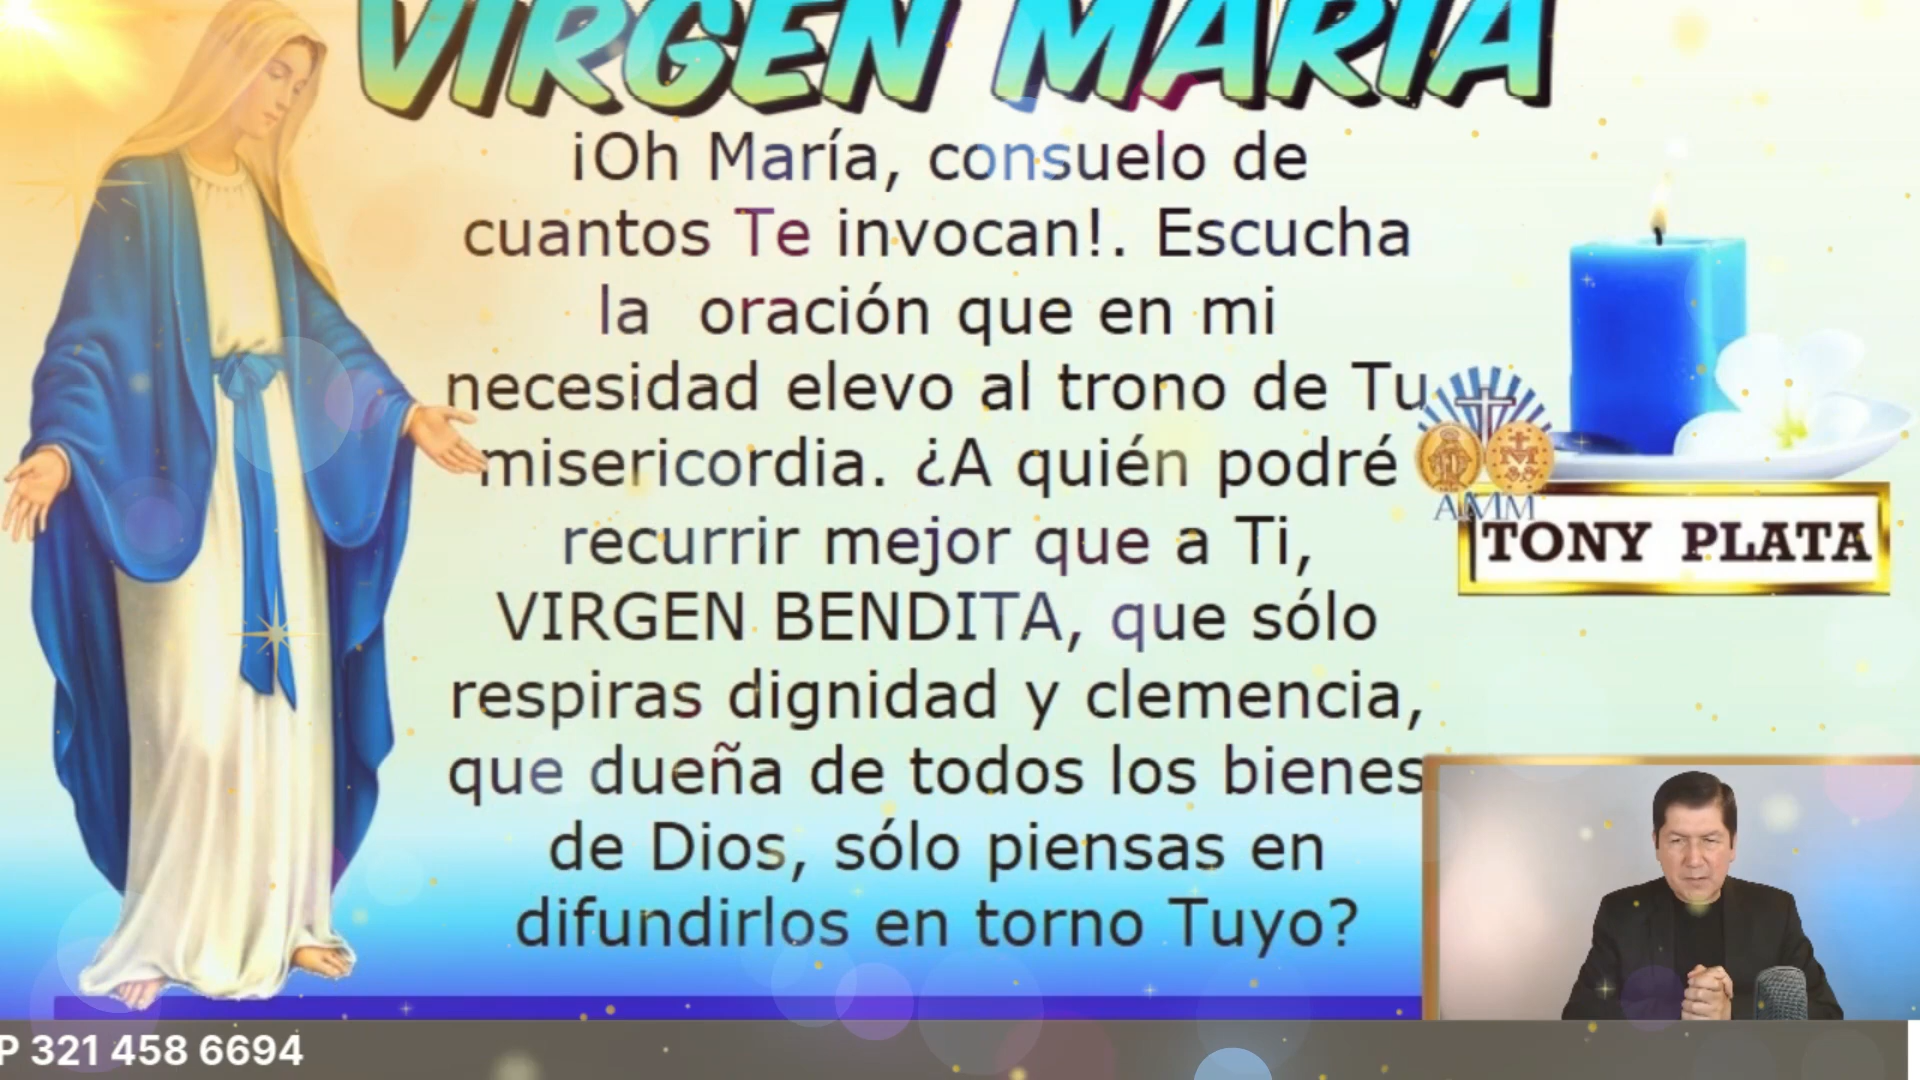 VIRGEN MARÍA
¡Oh María, consuelo de
cuantos Te invocan!. Escucha
la oración que en mi
necesidad elevo al trono de Tu
misericordia. ¿A quién podré
recurrir mejor que a Ti,
VIRGEN BENDITA, que sólo
respiras dignidad y clemencia,
que dueña de todos los bienes
de Dios, sólo piensas en
difundirlos en torno Tuyo?
AMM
TONY PLATA
P 321 458 6694